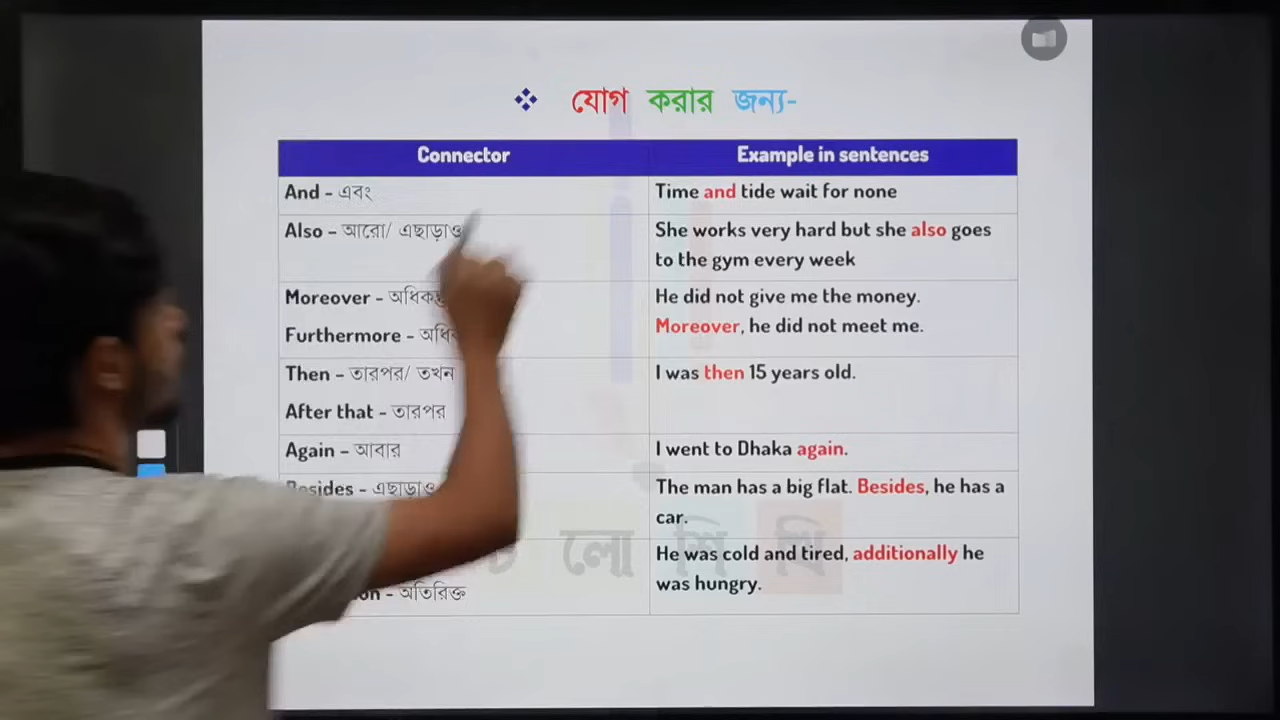 ❖ যোগ করার জন্য-
Connector
Example in sentences
And - এবং
Time and tide wait for none
Also - আরো/ এছাড়াও
She works very hard but she also goes
to the gym every week
Moreover -
He did not give me the money.
Furthermore -
Moreover, he did not meet me.
Then - তারপর/ তখন
I was then 15 years old.
After that - তারপর
Again - আবার
I went to Dhaka again.
Besides - এছাড়াও
The man has a big flat. Besides, he has a
car.
He was cold and tired, additionally he
- অতিরিক্ত
was hungry.
লো শি খি